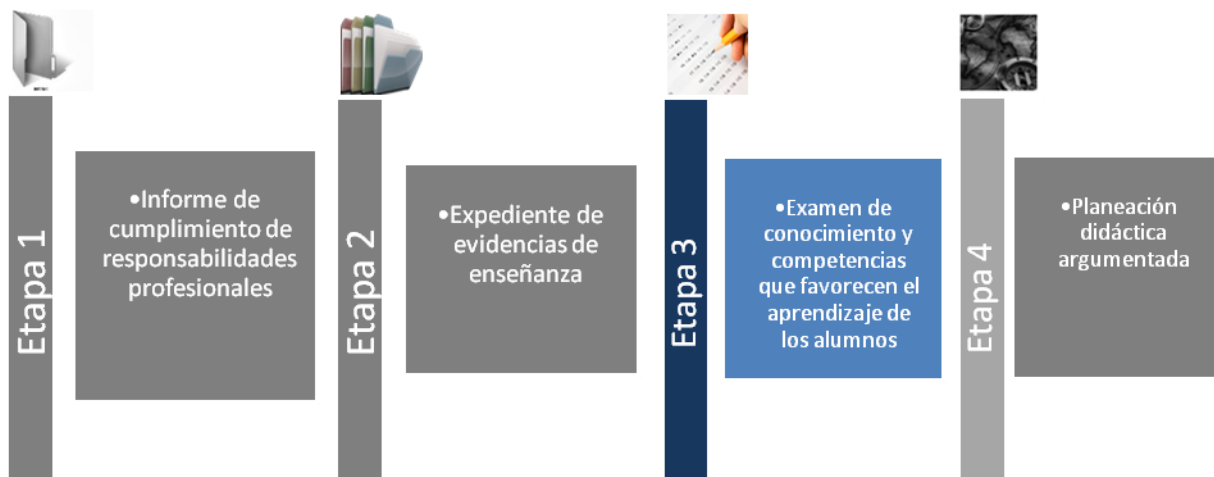 Etapa 1
•Informe de
cumplimiento de
responsabilidades
profesionales
Etapa 2
•Expediente de
evidencias de
enseñanza
Etapa 3
•Examen de
conocimiento y
competencias
que favorecen el
aprendizaje de
los alumnos
Etapa 4
•Planeación
didáctica
argumentada